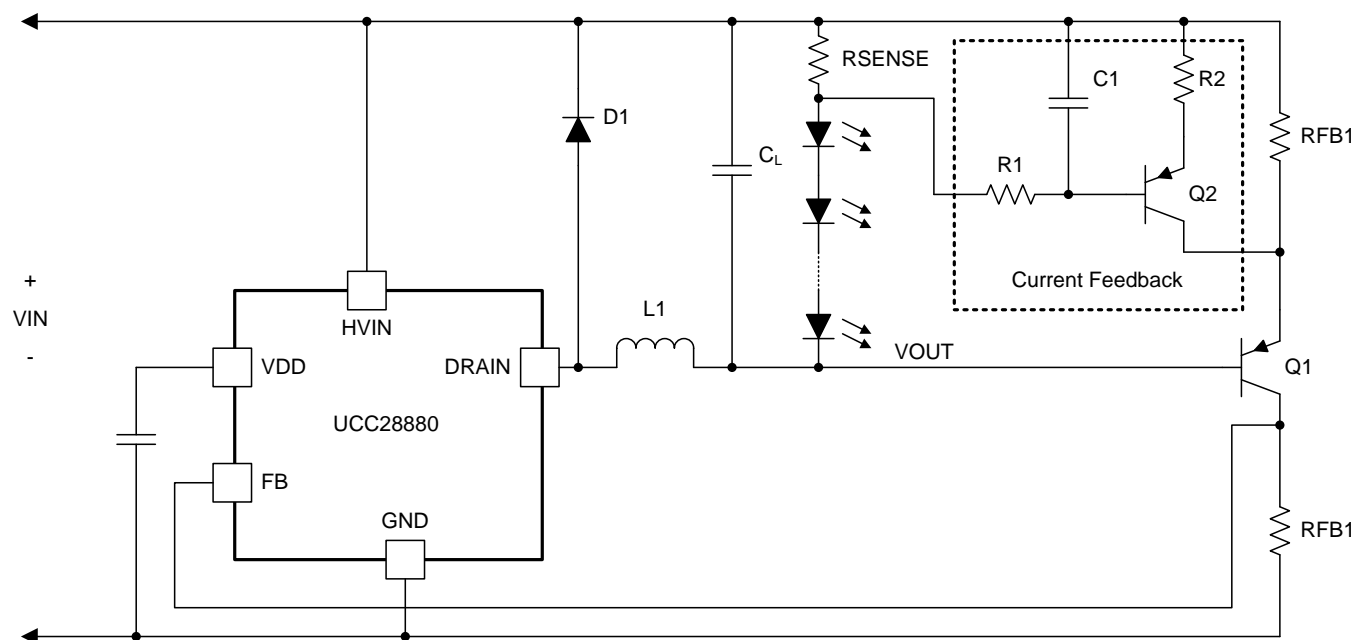 RSENSE
C1
R2
D1
RFB1
CL
R1
Q2
+
VIN
-
Current Feedback
HVIN
L1
VDD
DRAIN
VOUT
Q1
UCC28880
FB
GND
RFB1